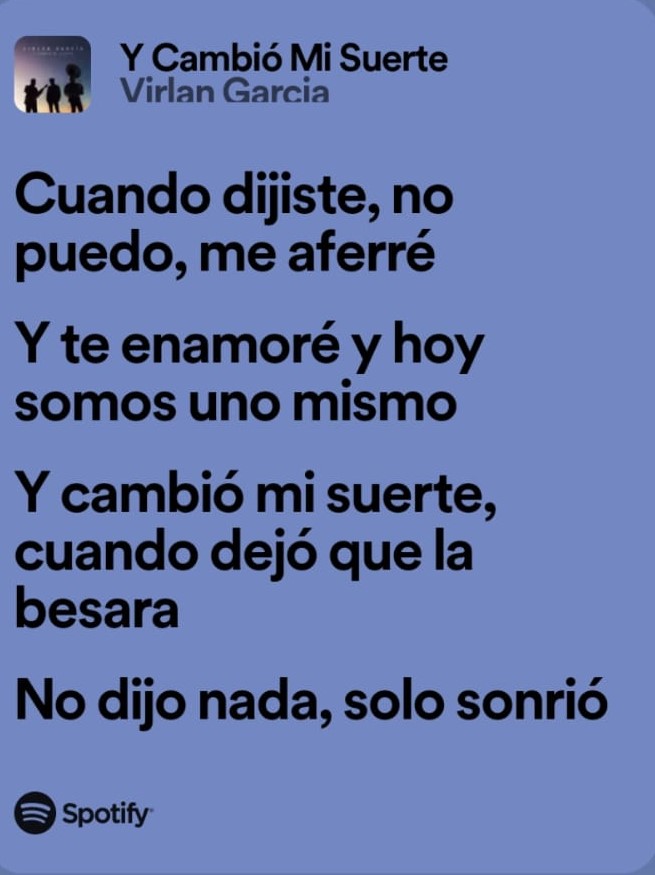 Y Cambió Mi Suerte
Virlan Garcia
Cuando dijiste, no
puedo, me aferré
Y te enamoré y hoy
somos uno mismo
Y cambió mi suerte,
cuando dejó que la
besara
No dijo nada, solo sonrió
Spotify